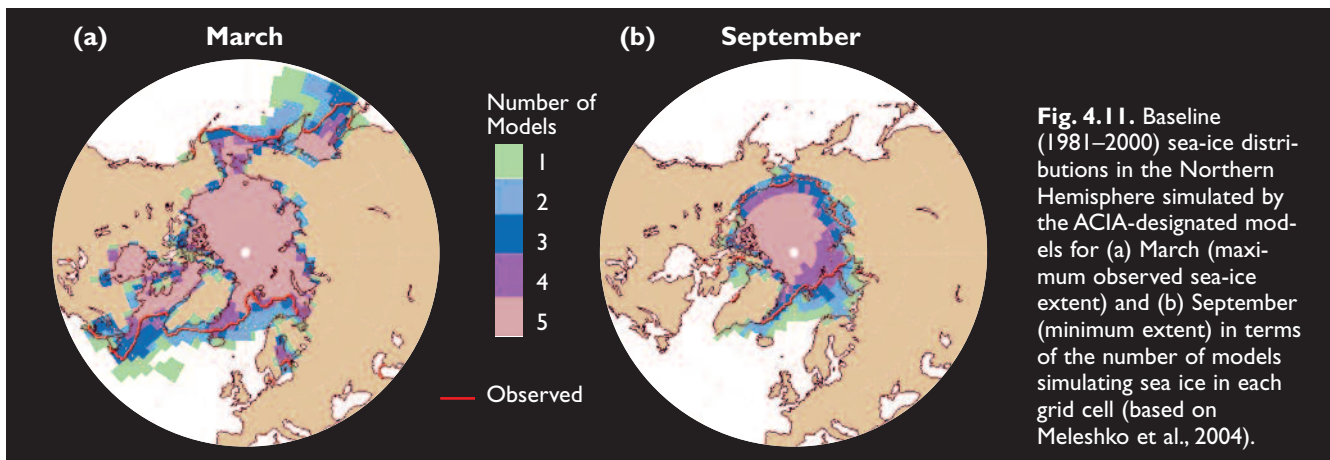 (a) March
(b) September
Number of
Models
1
2
3
4
5
Observed
Fig. 4.11. Baseline
(1981–2000) sea-ice distri-
butions in the Northern
Hemisphere simulated by
the ACIA-designated mod-
els for (a) March (maxi-
mum observed sea-ice
extent) and (b) September
(minimum extent) in terms
of the number of models
simulating sea ice in each
grid cell (based on
Meleshko et al., 2004).